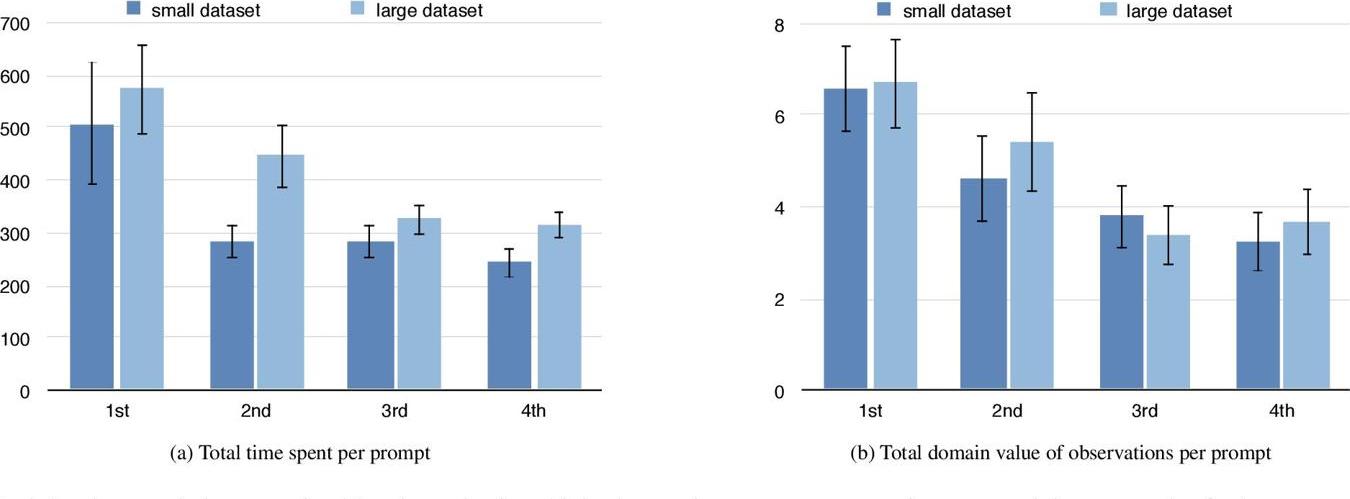 small dataset large dataset
700
600
500
400
300
200
100
0
1st 2nd 3rd 4th
(a) Total time spent per prompt
small dataset large dataset
8
6
4
2
0
1st 2nd 3rd 4th
(b) Total domain value of observations per prompt